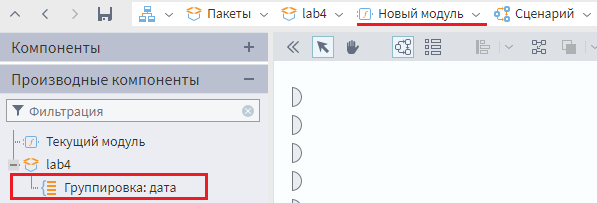 Пакеты lab4 Новый модуль Сценарий
Компоненты
Производные компоненты
Фильтрация
Текущий модуль
lab4
Группировка: дата